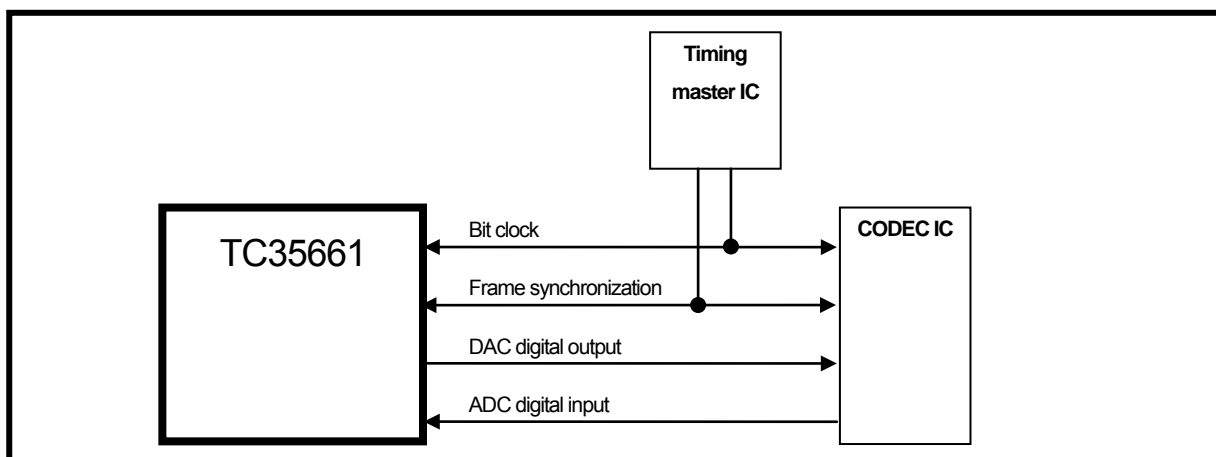 Timing
master IC
TC35661
Bit clock
CODEC IC
Frame synchronization
DAC digital output
ADC digital input